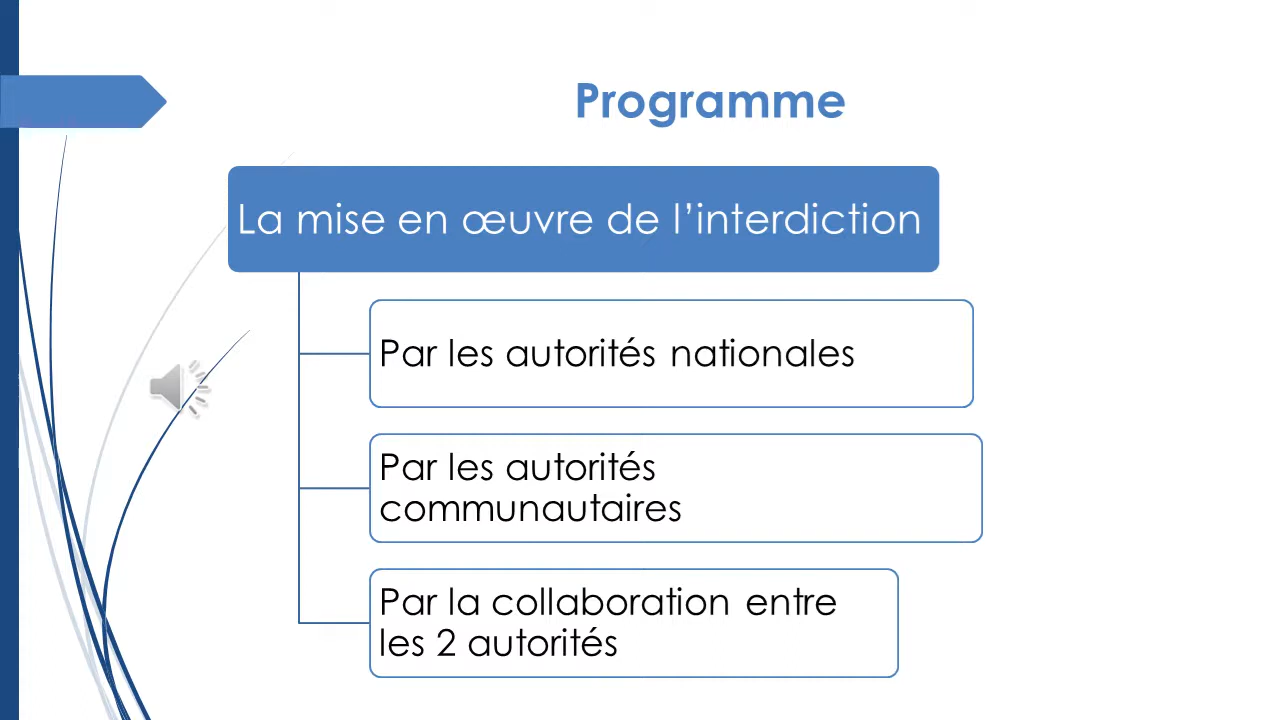 Programme
La mise en œuvre de l’interdiction
Par les autorités nationales
Par les autorités
communautaires
Par la collaboration entre
les 2 autorités